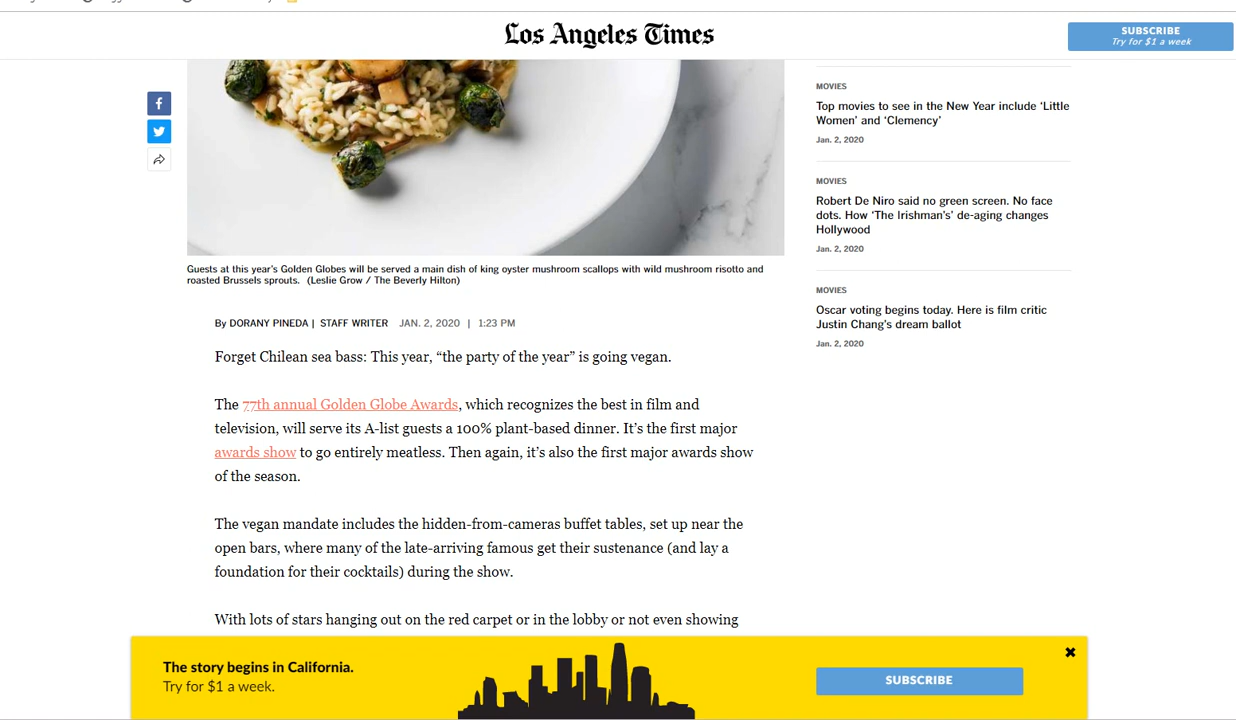 Los Angeles Times
SUBSCRIBE
Try for $1 a week
Guests at this year's Golden Globes will be served a main dish of king oyster mushroom scallops with wild mushroom risotto and
roasted Brussels sprouts. (Leslie Grow / The Beverly Hilton)
By DORANY PINEDA | STAFF WRITER JAN. 2, 2020 | 1:23 PM
Forget Chilean sea bass: This year, “the party of the year” is going vegan.
The 77th annual Golden Globe Awards, which recognizes the best in film and
television, will serve its A-list guests a 100% plant-based dinner. It’s the first major
awards show to go entirely meatless. Then again, it’s also the first major awards show
of the season.
The vegan mandate includes the hidden-from-cameras buffet tables, set up near the
open bars, where many of the late-arriving famous get their sustenance (and lay a
foundation for their cocktails) during the show.
With lots of stars hanging out on the red carpet or in the lobby or not even showing
MOVIES
Top movies to see in the New Year include ‘Little
Women’ and ‘Clemency’
Jan. 2, 2020
MOVIES
Robert De Niro said no green screen. No face
dots. How ‘The Irishman’s’ de-aging changes
Hollywood
Jan. 2, 2020
MOVIES
Oscar voting begins today. Here is film critic
Justin Chang’s dream ballot
Jan. 2, 2020
The story begins in California.
Try for $1 a week.
SUBSCRIBE